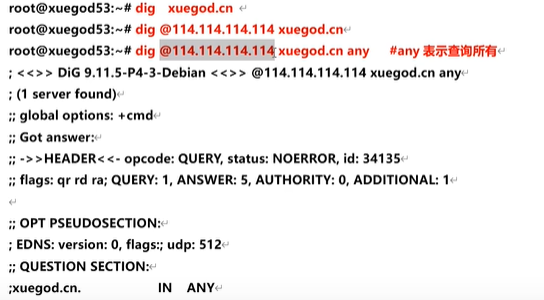 root@xuegod53:~# dig xuegod.cn
root@xuegod53:~# dig @114.114.114.114 xuegod.cn
root@xuegod53:~# dig @114.114.114.114 xuegod.cn any #any 表示查询所有
; <<>> DiG 9.11.5-P4-3-Debian <<>> @114.114.114.114 xuegod.cn any
; (1 server found)
;; global options: +cmd
;; Got answer:
;; ->>HEADER<<- opcode: QUERY, status: NOERROR, id: 34135
;; flags: qr rd ra; QUERY: 1, ANSWER: 5, AUTHORITY: 0, ADDITIONAL: 1
;; OPT PSEUDOSECTION:
; EDNS: version: 0, flags:; udp: 512
;; QUESTION SECTION:
;xuegod.cn. IN ANY